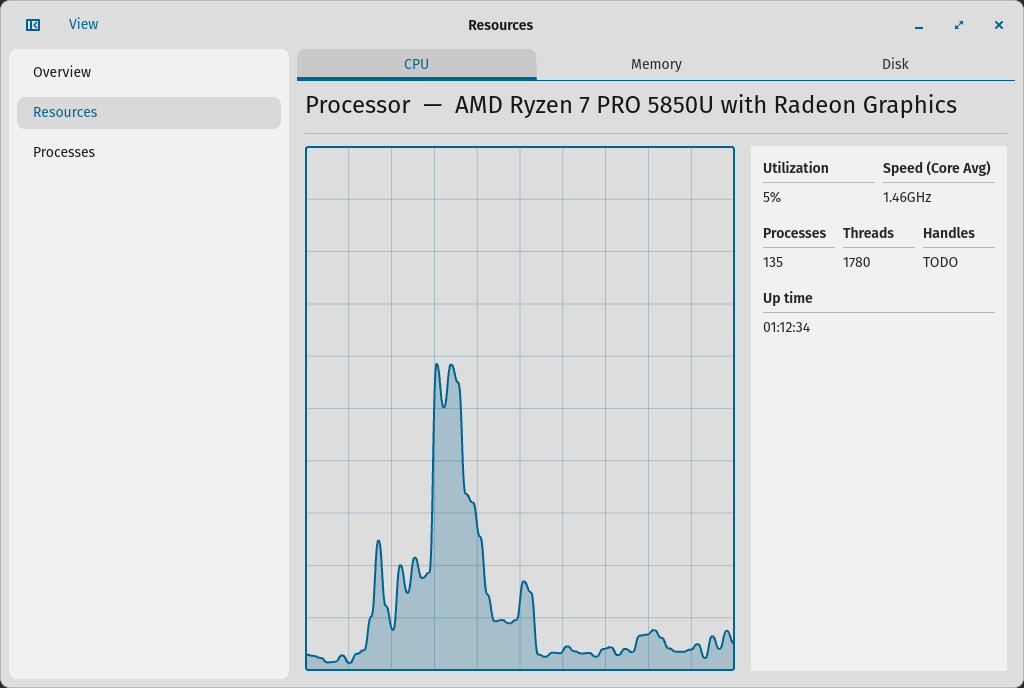 View
Resources
Overview
Resources
Processes
CPU
Memory
Disk
Processor — AMD Ryzen 7 PRO 5850U with Radeon Graphics
Utilization
Speed (Core Avg)
5%
1.46GHz
Processes
Threads
Handles
135
1780
TODO
Up time
01:12:34